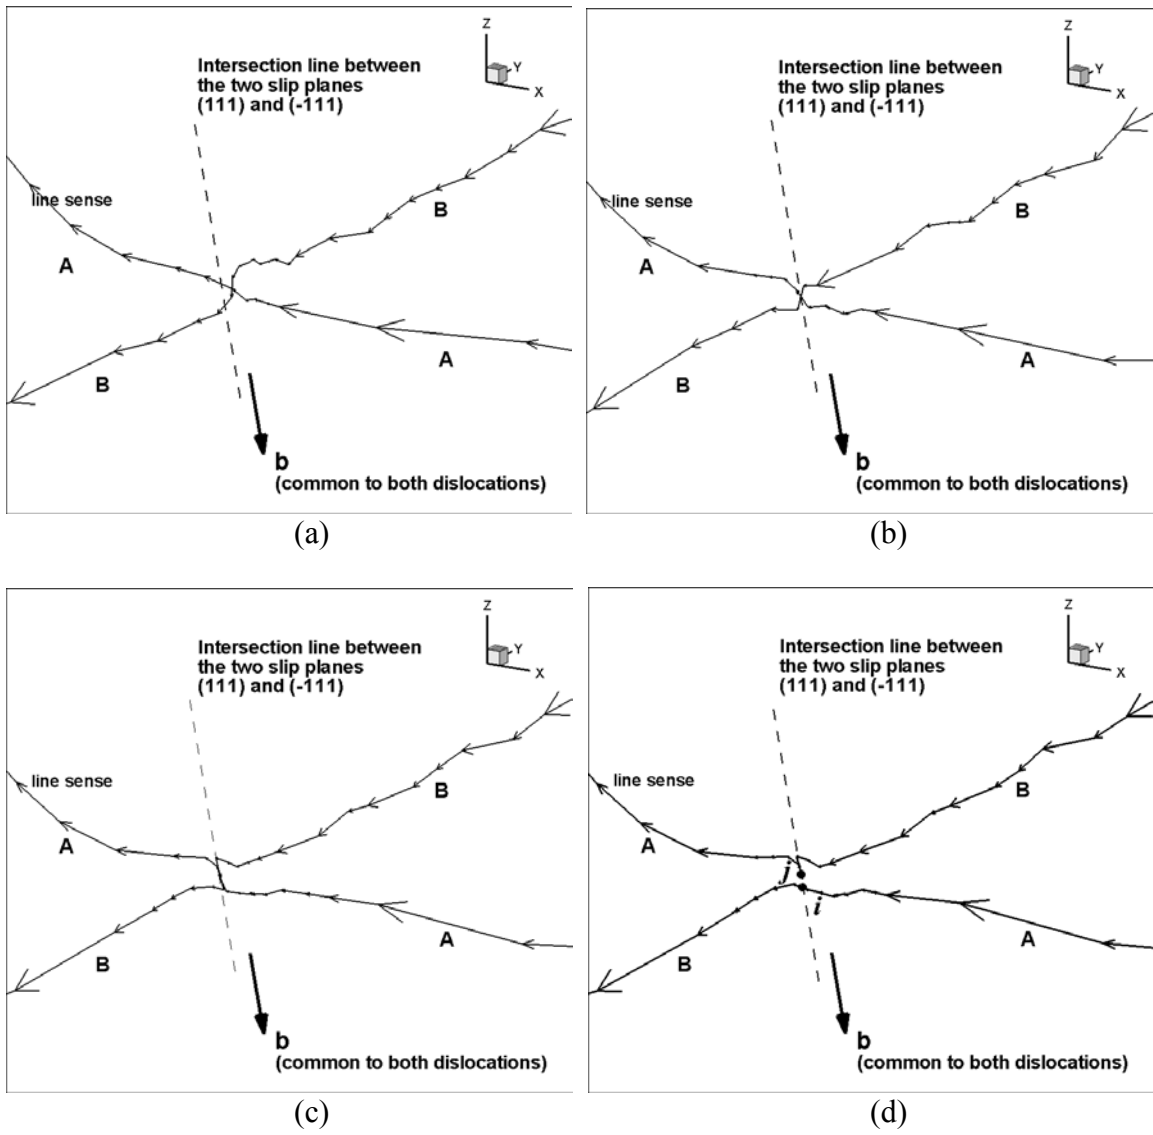 Z
Y
X
Intersection line between
the two slip planes
(111) and (-111)
line sense
B
A
A
B
b
(common to both dislocations)
(a)
Z
Y
X
Intersection line between
the two slip planes
(111) and (-111)
line sense
B
A
A
B
b
(common to both dislocations)
(b)
Z
Y
X
Intersection line between
the two slip planes
(111) and (-111)
line sense
B
A
A
B
b
(common to both dislocations)
(c)
Z
Y
X
Intersection line between
the two slip planes
(111) and (-111)
line sense
B
A
j
i
A
B
b
(common to both dislocations)
(d)